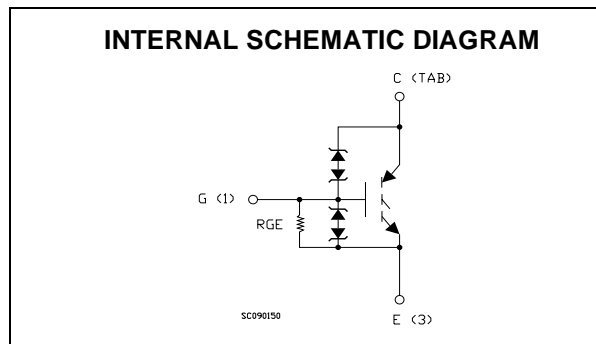 INTERNAL SCHEMATIC DIAGRAM
C (TAB)
G (1)
RGE
SC090150
E (3)